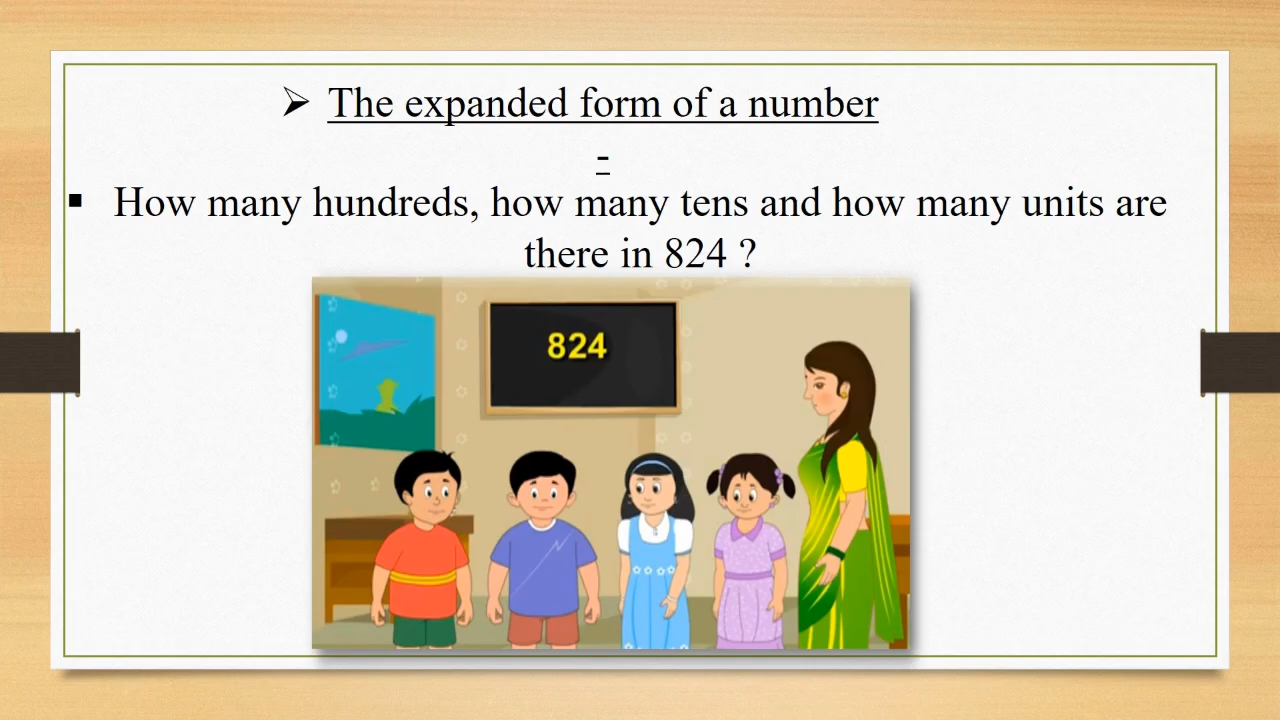 ➢ The expanded form of a number
-
▪ How many hundreds, how many tens and how many units are
there in 824 ?
824